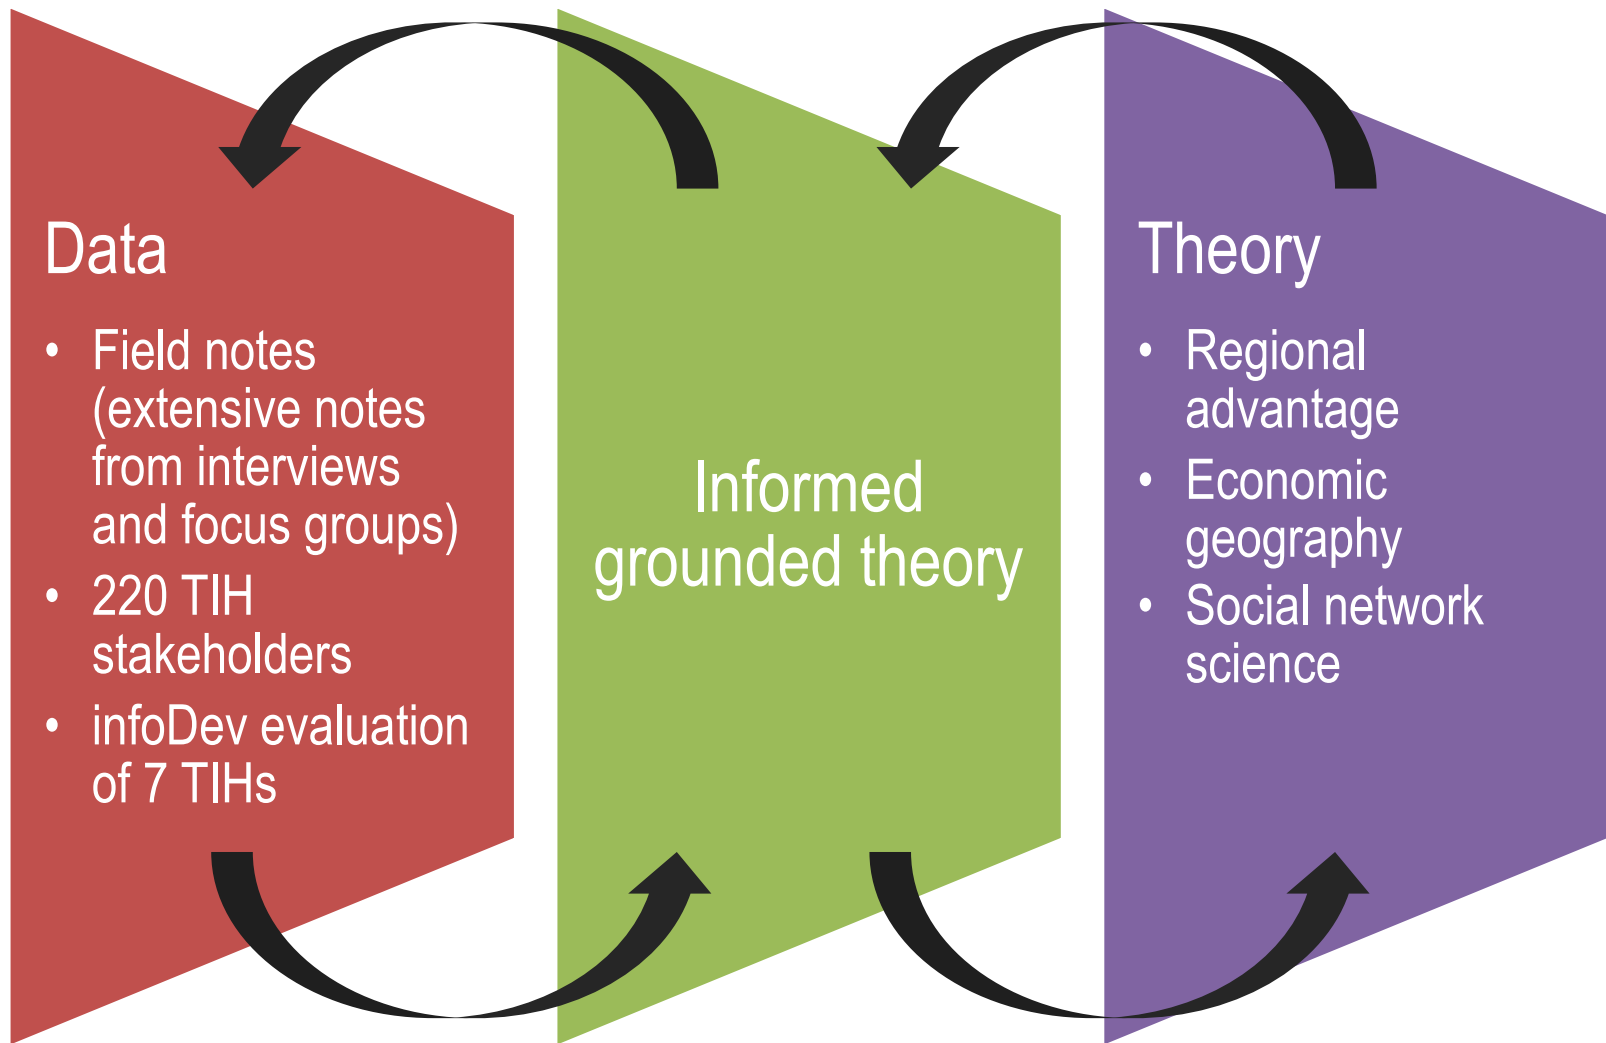 Data
• Field notes
(extensive notes
from interviews
and focus groups)
• 220 TIH
stakeholders
• infoDev evaluation
of 7 TIHs
Informed
grounded theory
Theory
• Regional
advantage
• Economic
geography
• Social network
science